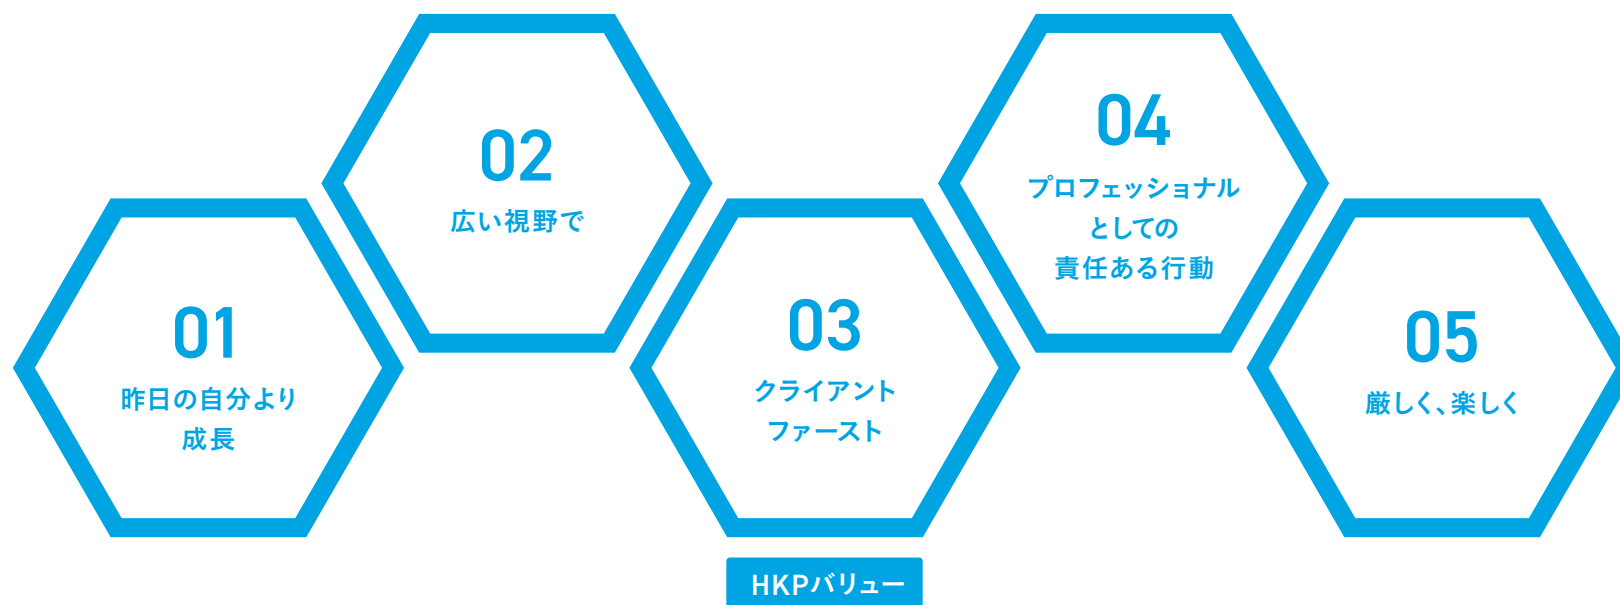 01
昨日の自分より
成長
02
広い視野で
03
クライアント
ファースト
04
プロフェッショナル
としての
責任ある行動
05
厳しく、楽しく
HKPバリュー